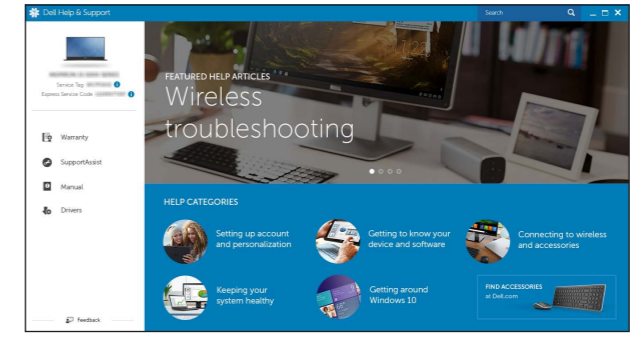 Dell Help & Support
Search
Service Tag:
Express Service Code:
Warranty
SupportAssist
Manual
Drivers
Feedback
FEATURED HELP ARTICLES
Wireless
troubleshooting
HELP CATEGORIES
Setting up account
and personalization
Getting to know your
device and software
Connecting to wireless
and accessories
Keeping your
system healthy
Getting around
Windows 10
FIND ACCESSORIES
at Dell.com